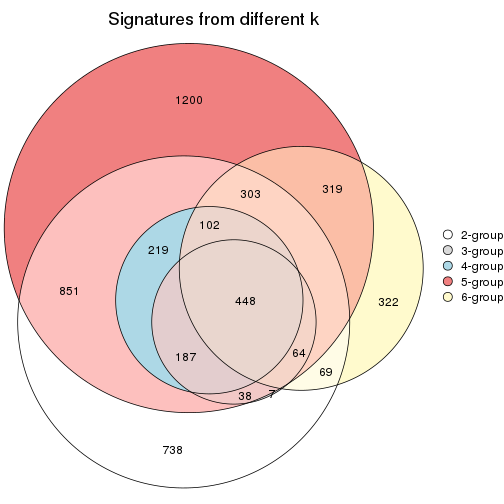 Signatures from different k
1200
303
319
102
219
851
448
322
187
64
69
38
7
738
2-group
3-group
4-group
5-group
6-group